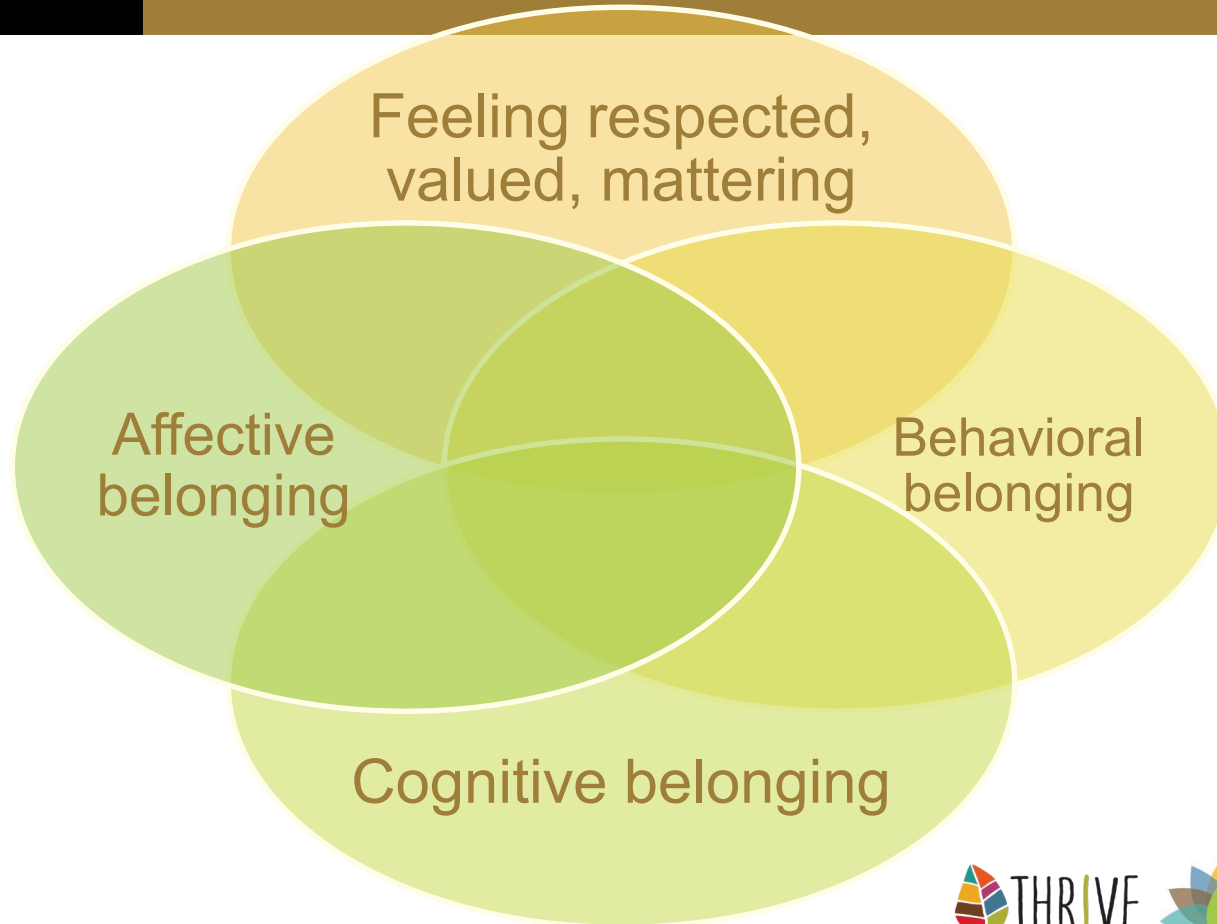 Feeling respected,
valued, mattering
Affective
belonging
Behavioral
belonging
Cognitive belonging
THRIVE